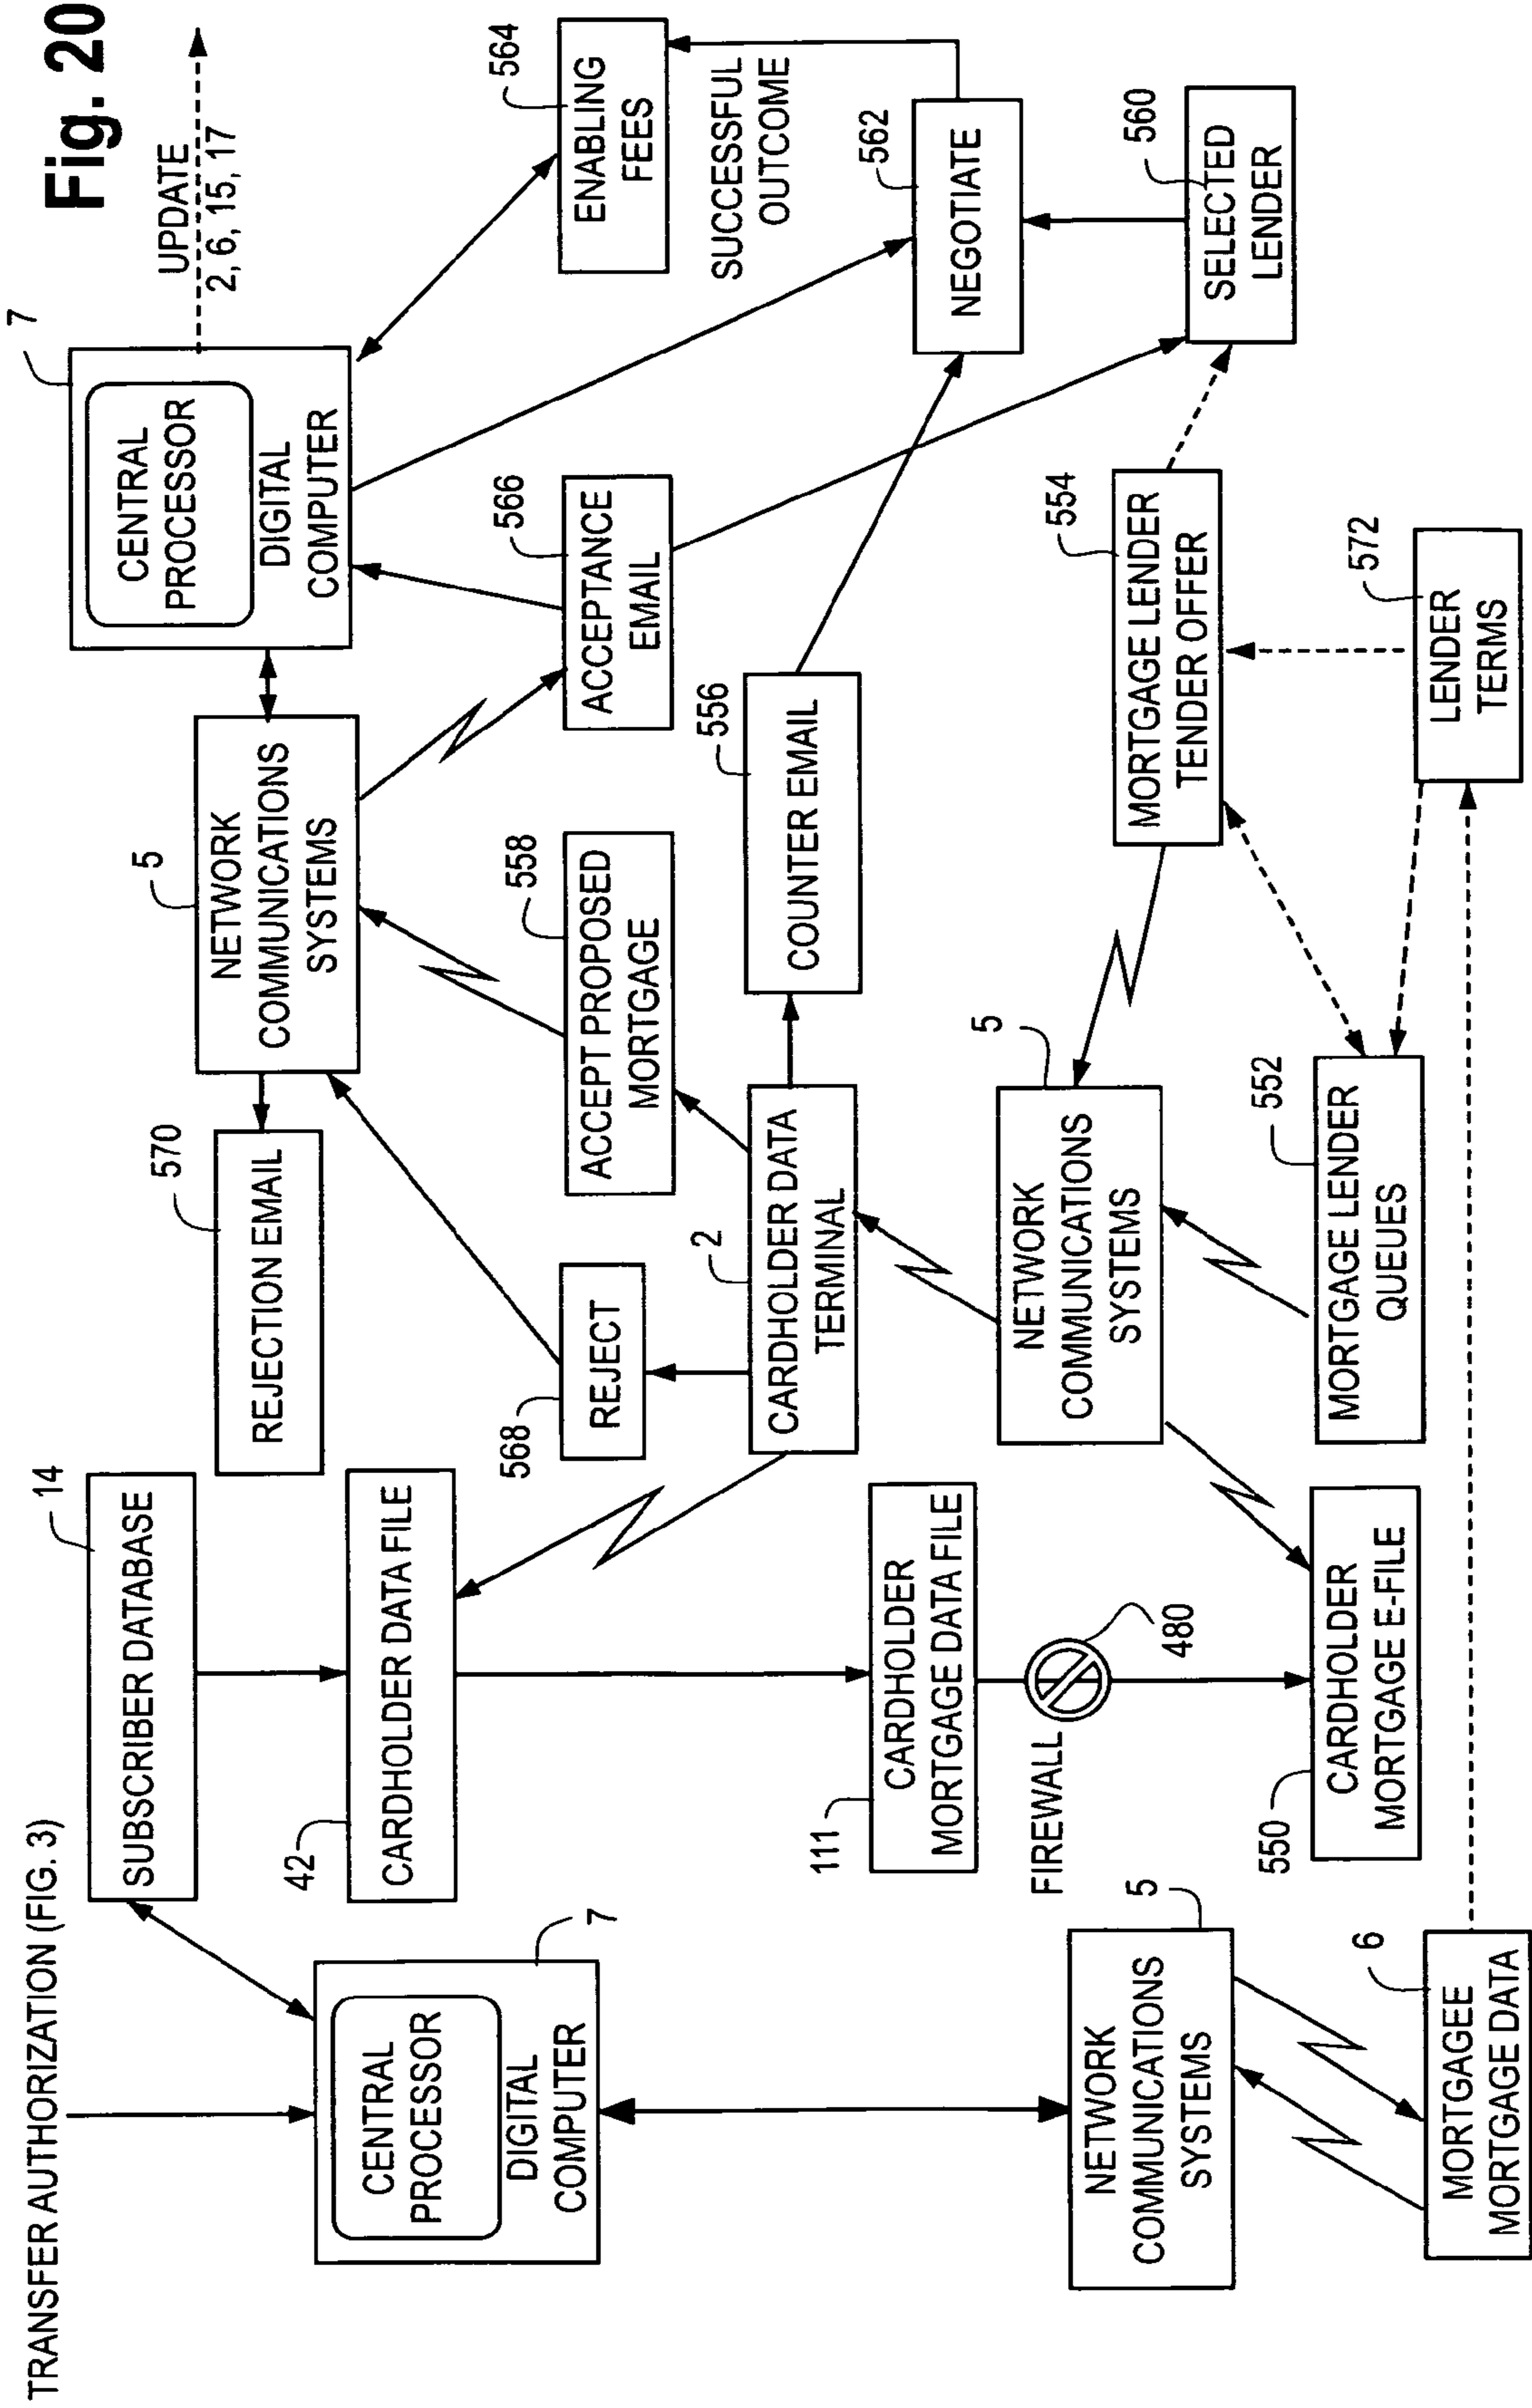 Fig. 20
TRANSFER AUTHORIZATION (FIG. 3)
7
CENTRAL
PROCESSOR
DIGITAL
COMPUTER
14
SUBSCRIBER DATABASE
42
CARDHOLDER DATA FILE
111
CARDHOLDER
MORTGAGE DATA FILE
FIREWALL
480
550
CARDHOLDER
MORTGAGE E-FILE
5
NETWORK
COMMUNICATIONS
SYSTEMS
6
MORTGAGEE
MORTGAGE DATA
570
REJECTION EMAIL
568
REJECT
2
CARDHOLDER DATA
TERMINAL
5
NETWORK
COMMUNICATIONS
SYSTEMS
552
MORTGAGE LENDER
QUEUES
5
NETWORK
COMMUNICATIONS
SYSTEMS
558
ACCEPT PROPOSED
MORTGAGE
556
COUNTER EMAIL
554
MORTGAGE LENDER
TENDER OFFER
572
LENDER
TERMS
7
CENTRAL
PROCESSOR
DIGITAL
COMPUTER
566
ACCEPTANCE
EMAIL
UPDATE
2, 6, 15, 17
564
ENABLING
FEES
SUCCESSFUL
OUTCOME
562
NEGOTIATE
560
SELECTED
LENDER